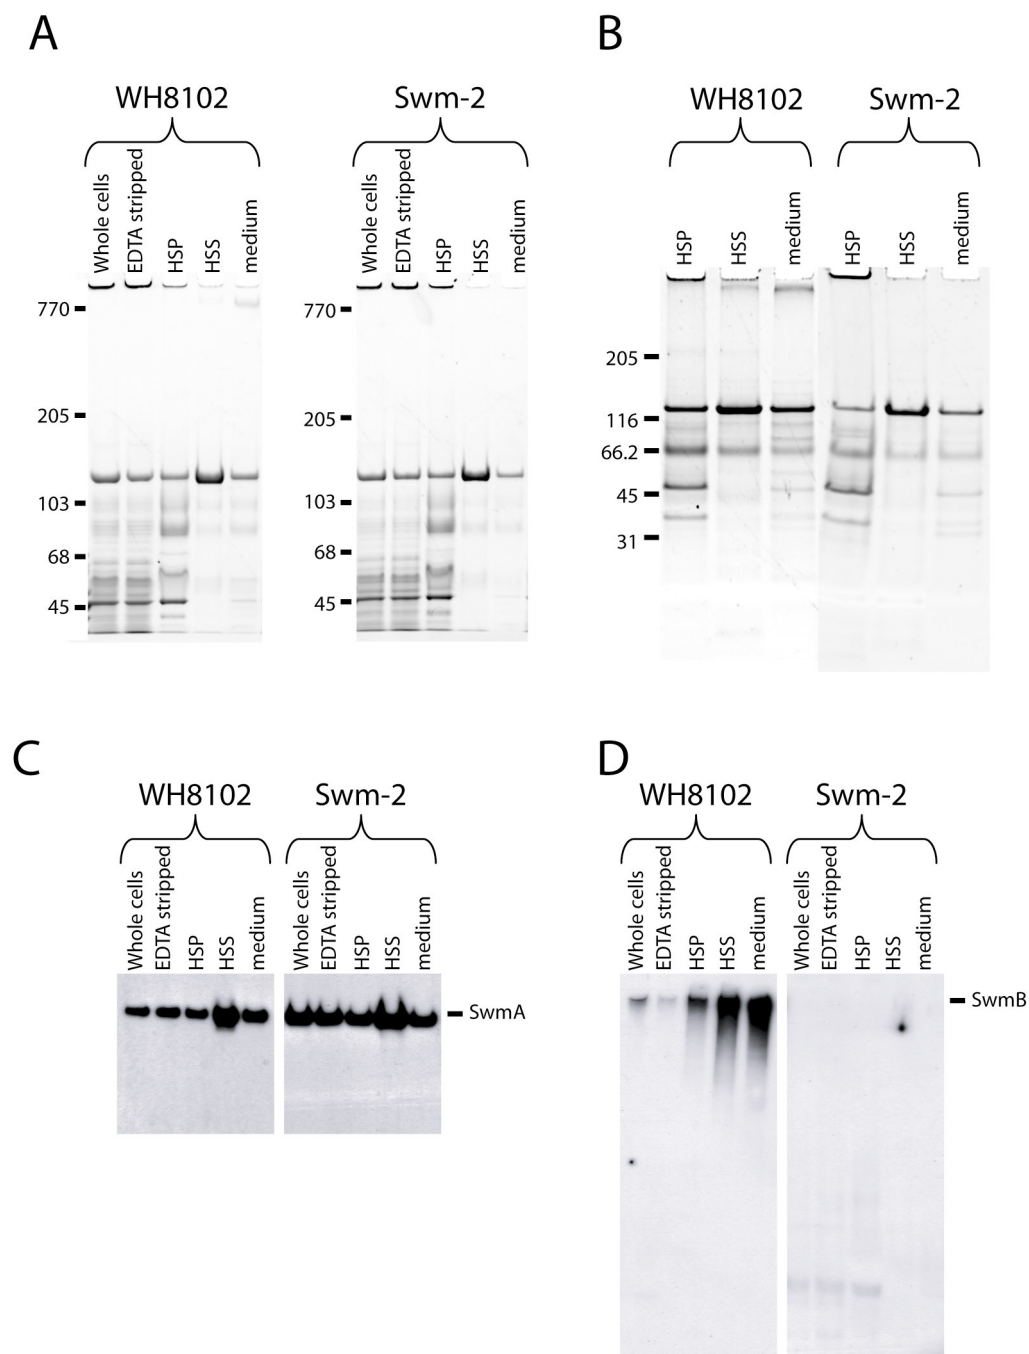 A
WH8102
Swm-2
Whole cells
EDTA stripped
HSP
HSS
medium
Whole cells
EDTA stripped
HSP
HSS
medium
770
205
103
68
45
770
205
103
68
45
B
WH8102
Swm-2
HSP
HSS
medium
HSP
HSS
medium
205
116
66.2
45
31
C
WH8102
Swm-2
Whole cells
EDTA stripped
HSP
HSS
medium
Whole cells
EDTA stripped
HSP
HSS
medium
SwmA
D
WH8102
Swm-2
Whole cells
EDTA stripped
HSP
HSS
medium
Whole cells
EDTA stripped
HSP
HSS
medium
SwmB